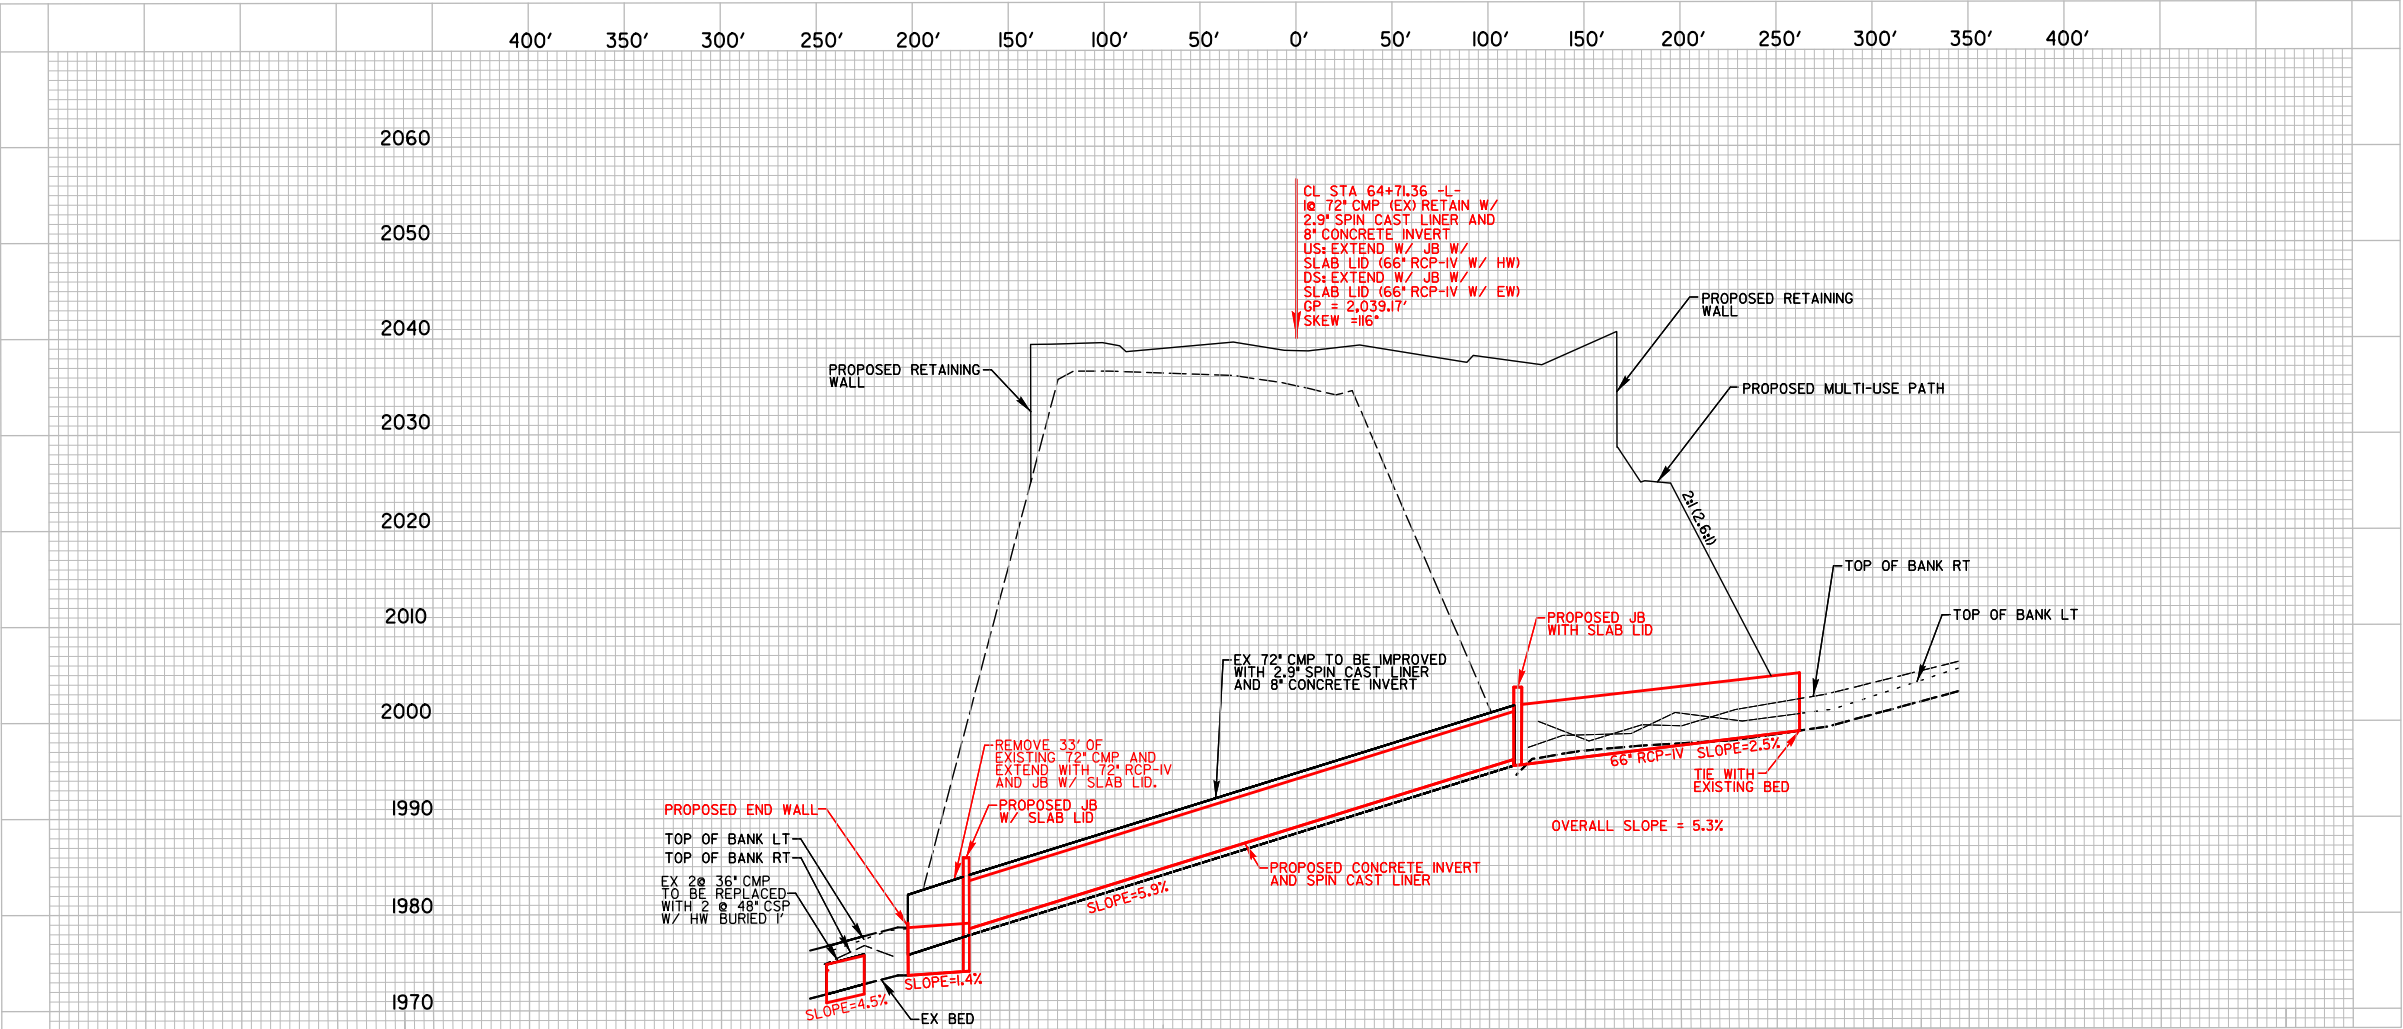 400' 350' 300' 250' 200' 150' 100' 50' 0' 50' 100' 150' 200' 250' 300' 350' 400'
2060
2050
2040
2030
2020
2010
2000
1990
1980
1970
CL STA 64+71.36 -L-
1@ 72" CMP (EX) RETAIN W/
2.9" SPIN CAST LINER AND
8" CONCRETE INVERT
US: EXTEND W/ JB W/
SLAB LID (66" RCP-IV W/ HW)
DS: EXTEND W/ JB W/
SLAB LID (66" RCP-IV W/ EW)
GP = 2,039.17'
SKEW =116°
PROPOSED RETAINING
WALL
PROPOSED RETAINING
WALL
PROPOSED MULTI-USE PATH
2:1 (2.6:1)
TOP OF BANK RT
TOP OF BANK LT
PROPOSED JB
WITH SLAB LID
EX 72" CMP TO BE IMPROVED
WITH 2.9" SPIN CAST LINER
AND 8" CONCRETE INVERT
REMOVE 33' OF
EXISTING 72" CMP AND
EXTEND WITH 72" RCP-IV
AND JB W/ SLAB LID.
PROPOSED JB
W/ SLAB LID
PROPOSED END WALL
TOP OF BANK LT
TOP OF BANK RT
EX 2@ 36" CMP
TO BE REPLACED
WITH 2 @ 48" CSP
W/ HW BURIED 1'
66" RCP-IV SLOPE=2.5%
TIE WITH
EXISTING BED
OVERALL SLOPE = 5.3%
PROPOSED CONCRETE INVERT
AND SPIN CAST LINER
SLOPE=5.9%
SLOPE=1.4%
SLOPE=4.5%
EX BED